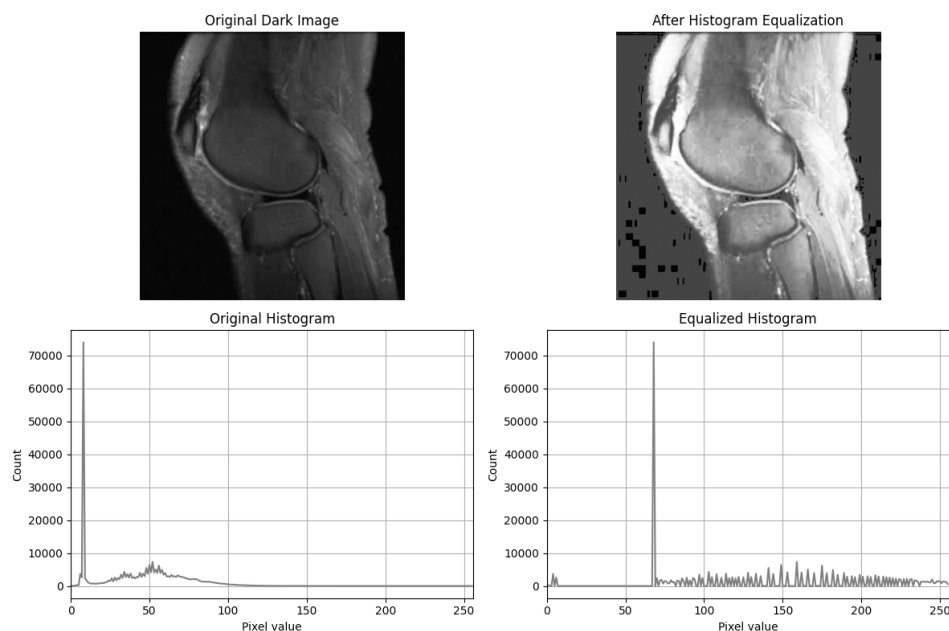 Original Dark Image
After Histogram Equalization
Original Histogram
Equalized Histogram
70000
60000
50000
40000
30000
20000
10000
0
Count
0 50 100 150 200 250
Pixel value
70000
60000
50000
40000
30000
20000
10000
0
Count
0 50 100 150 200 250
Pixel value